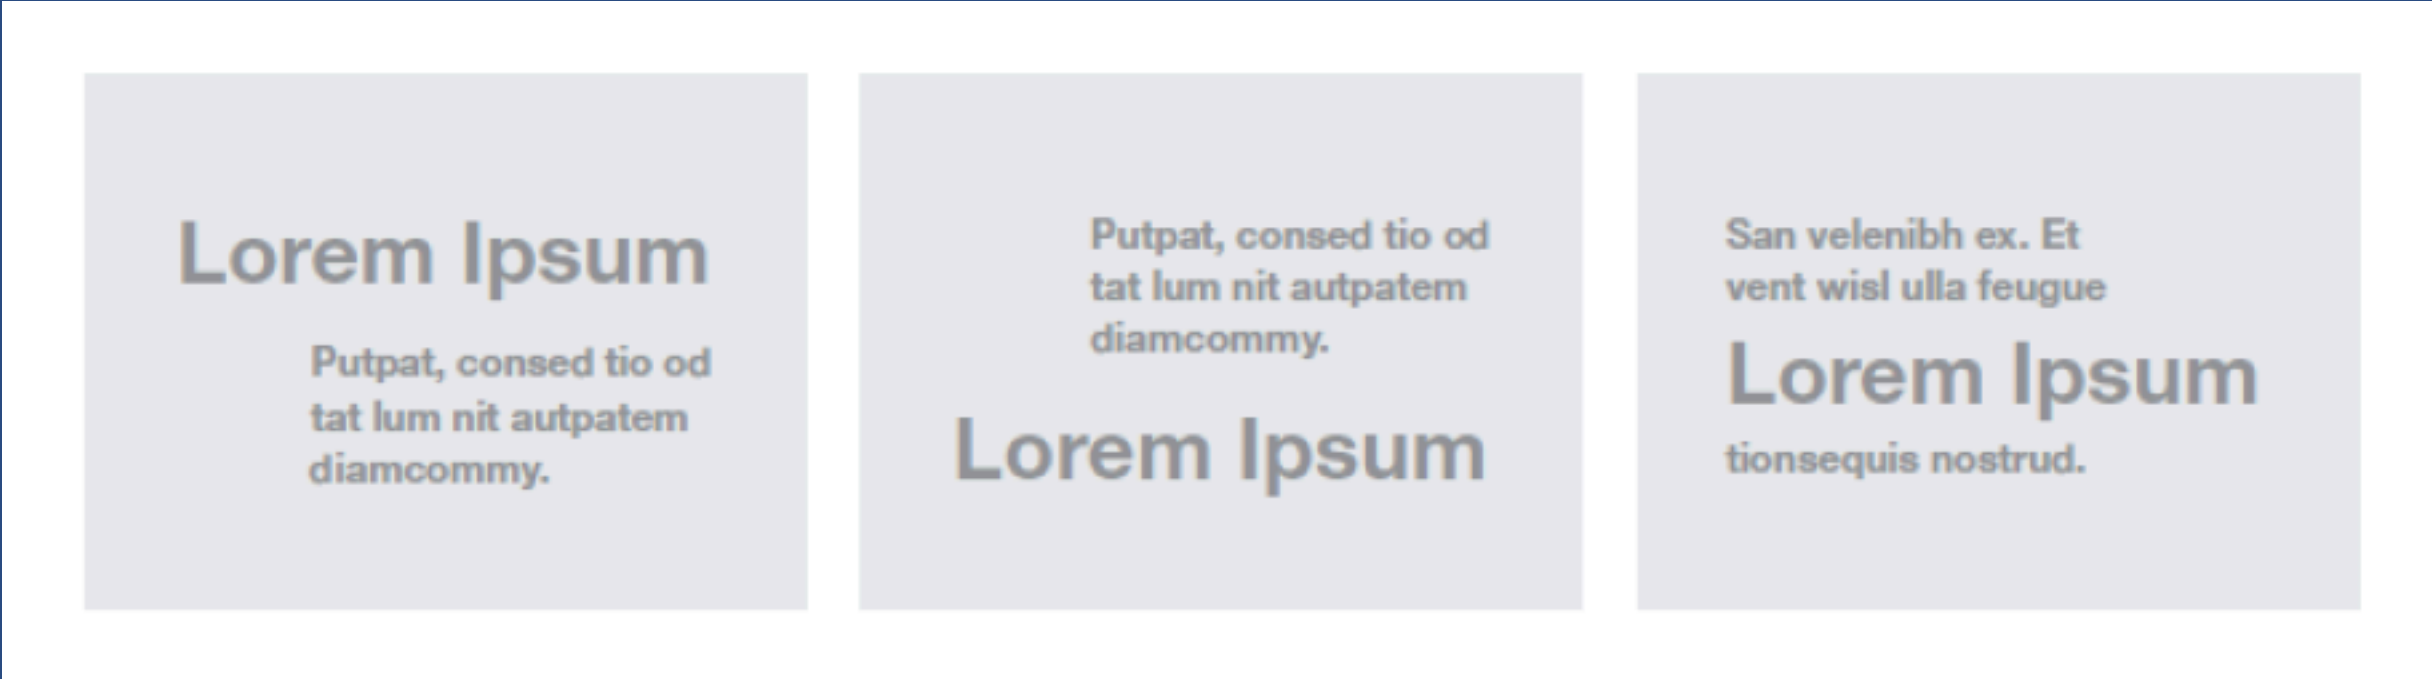 Lorem Ipsum
Putpat, consed tio od
tat lum nit autpatem
diamcommy.
Putpat, consed tio od
tat lum nit autpatem
diamcommy.
Lorem Ipsum
San velenibh ex. Et
vent wisl ulla feugue
Lorem Ipsum
tionsequis nostrud.